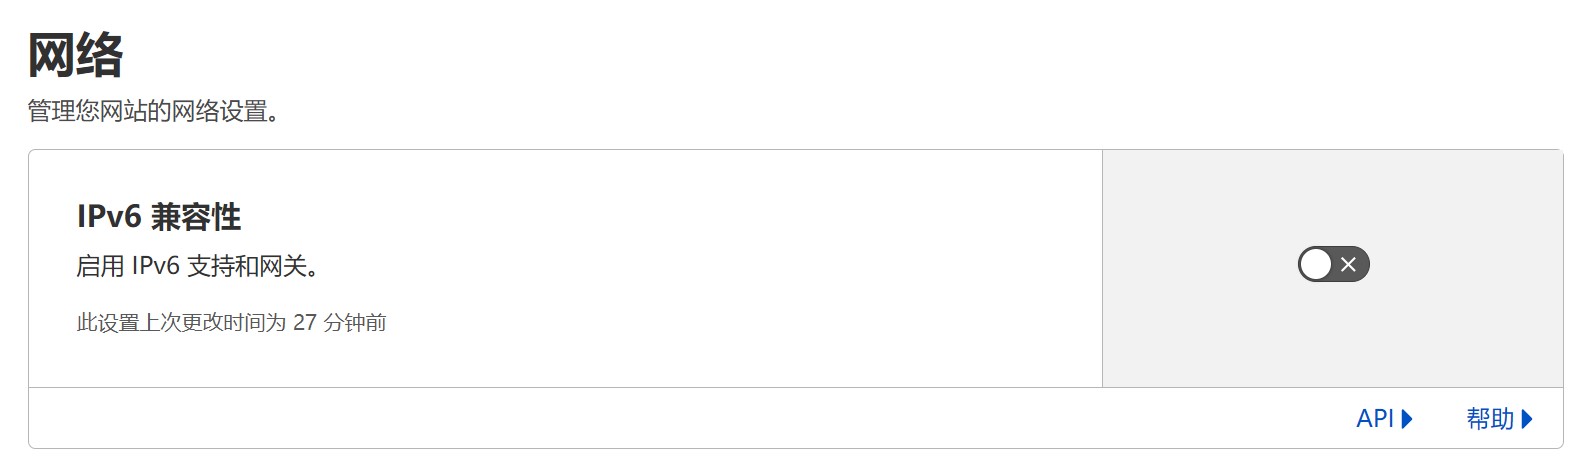 网络
管理您网站的网络设置。
IPv6 兼容性
启用 IPv6 支持和网关。
此设置上次更改时间为 27 分钟前
API
帮助